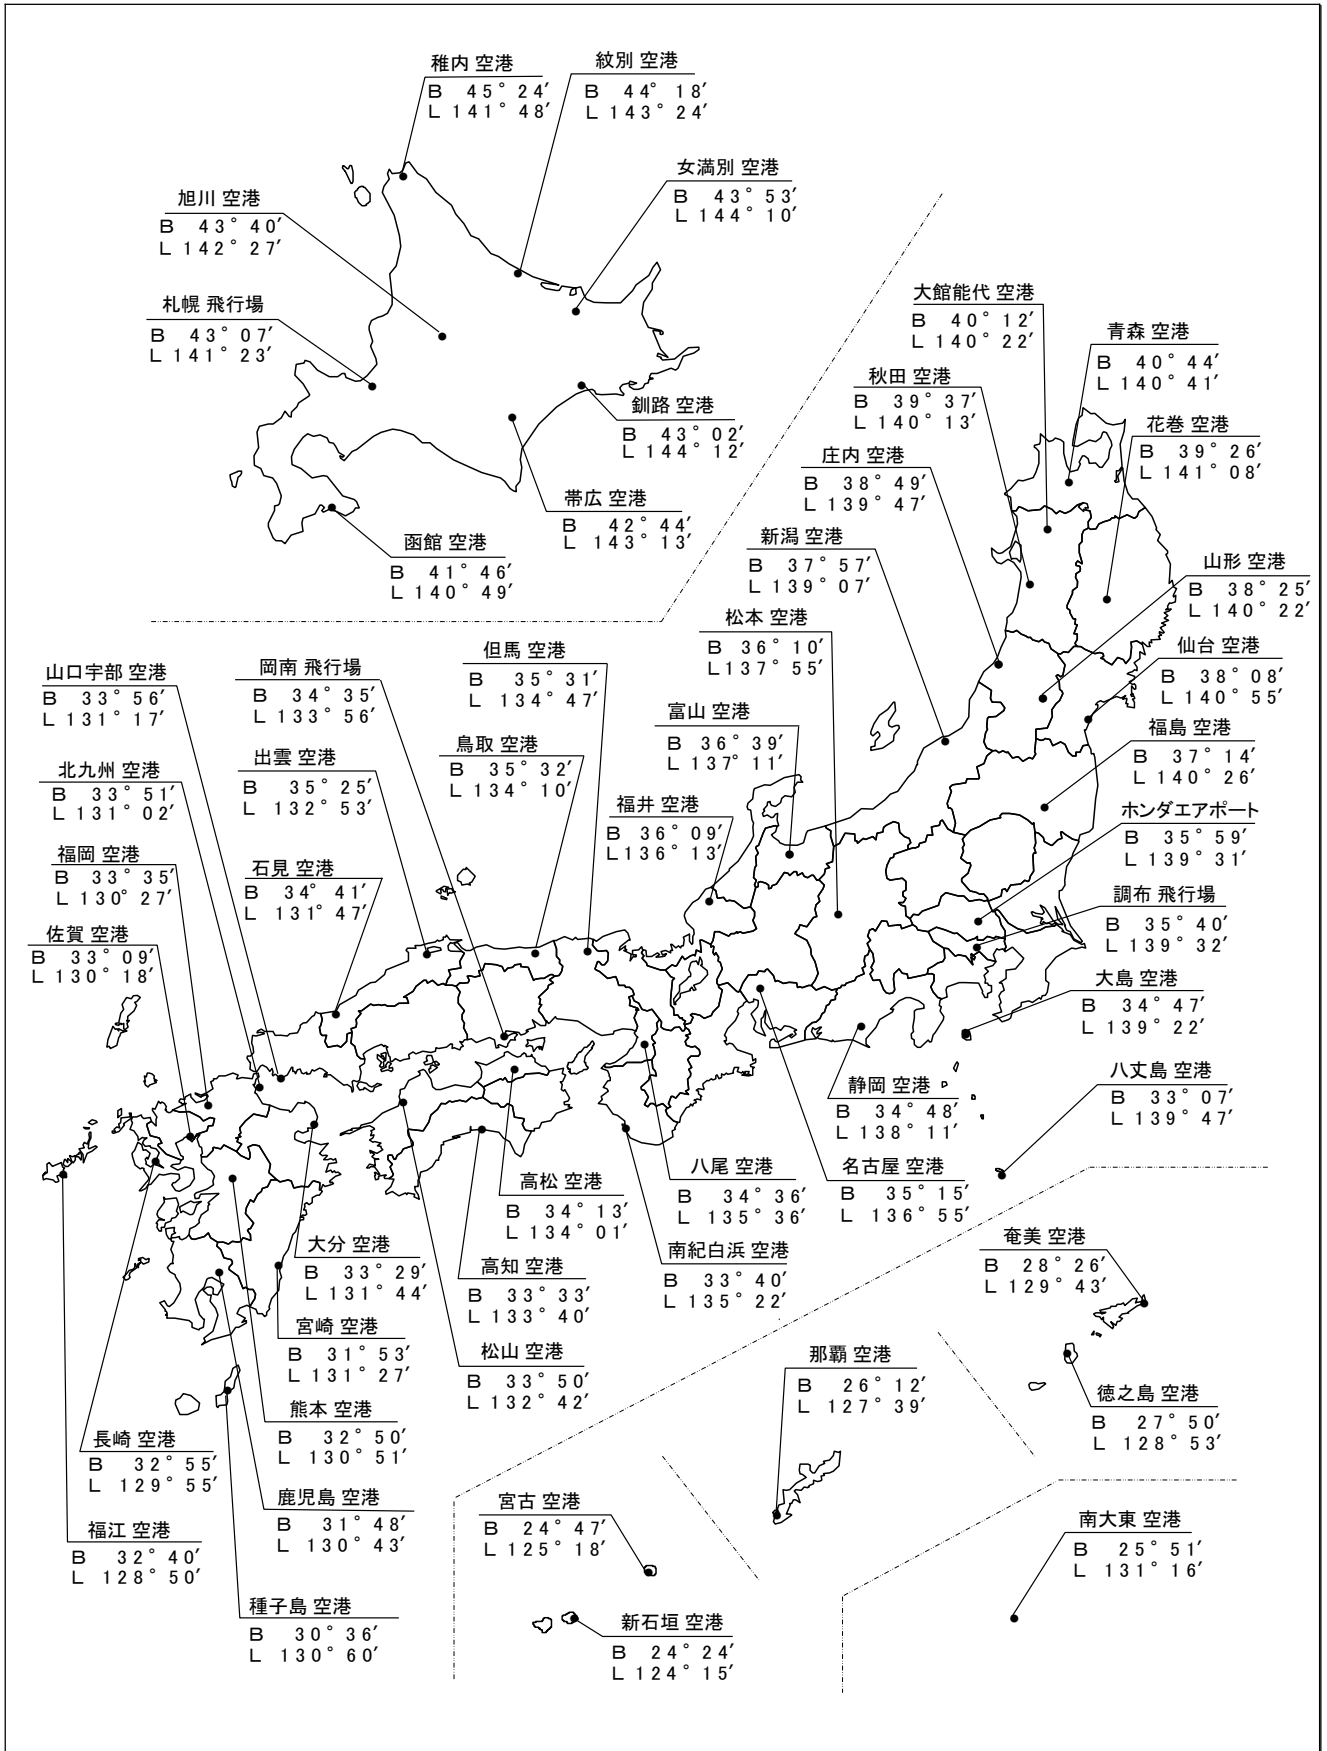 稚内 空港
B 45° 24′
L 141° 48′
紋別 空港
B 44° 18′
L 143° 24′
女満別 空港
B 43° 53′
L 144° 10′
旭川 空港
B 43° 40′
L 142° 27′
札幌 飛行場
B 43° 07′
L 141° 23′
釧路 空港
B 43° 02′
L 144° 12′
帯広 空港
B 42° 44′
L 143° 13′
函館 空港
B 41° 46′
L 140° 49′
大館能代 空港
B 40° 12′
L 140° 22′
青森 空港
B 40° 44′
L 140° 41′
秋田 空港
B 39° 37′
L 140° 13′
花巻 空港
B 39° 26′
L 141° 08′
庄内 空港
B 38° 49′
L 139° 47′
新潟 空港
B 37° 57′
L 139° 07′
山形 空港
B 38° 25′
L 140° 22′
松本 空港
B 36° 10′
L 137° 55′
仙台 空港
B 38° 08′
L 140° 55′
富山 空港
B 36° 39′
L 137° 11′
福島 空港
B 37° 14′
L 140° 26′
福井 空港
B 36° 09′
L 136° 13′
ホンダエアポート
B 35° 59′
L 139° 31′
調布 飛行場
B 35° 40′
L 139° 32′
大島 空港
B 34° 47′
L 139° 22′
八丈島 空港
B 33° 07′
L 139° 47′
山口宇部 空港
B 33° 56′
L 131° 17′
岡南 飛行場
B 34° 35′
L 133° 56′
但馬 空港
B 35° 31′
L 134° 47′
鳥取 空港
B 35° 32′
L 134° 10′
出雲 空港
B 35° 25′
L 132° 53′
北九州 空港
B 33° 51′
L 131° 02′
福岡 空港
B 33° 35′
L 130° 27′
石見 空港
B 34° 41′
L 131° 47′
佐賀 空港
B 33° 09′
L 130° 18′
静岡 空港
B 34° 48′
L 138° 11′
名古屋 空港
B 35° 15′
L 136° 55′
八尾 空港
B 34° 36′
L 135° 36′
南紀白浜 空港
B 33° 40′
L 135° 22′
高松 空港
B 34° 13′
L 134° 01′
高知 空港
B 33° 33′
L 133° 40′
松山 空港
B 33° 50′
L 132° 42′
大分 空港
B 33° 29′
L 131° 44′
宮崎 空港
B 31° 53′
L 131° 27′
熊本 空港
B 32° 50′
L 130° 51′
長崎 空港
B 32° 55′
L 129° 55′
鹿児島 空港
B 31° 48′
L 130° 43′
福江 空港
B 32° 40′
L 128° 50′
種子島 空港
B 30° 36′
L 130° 60′
奄美 空港
B 28° 26′
L 129° 43′
徳之島 空港
B 27° 50′
L 128° 53′
那覇 空港
B 26° 12′
L 127° 39′
宮古 空港
B 24° 47′
L 125° 18′
新石垣 空港
B 24° 24′
L 124° 15′
南大東 空港
B 25° 51′
L 131° 16′